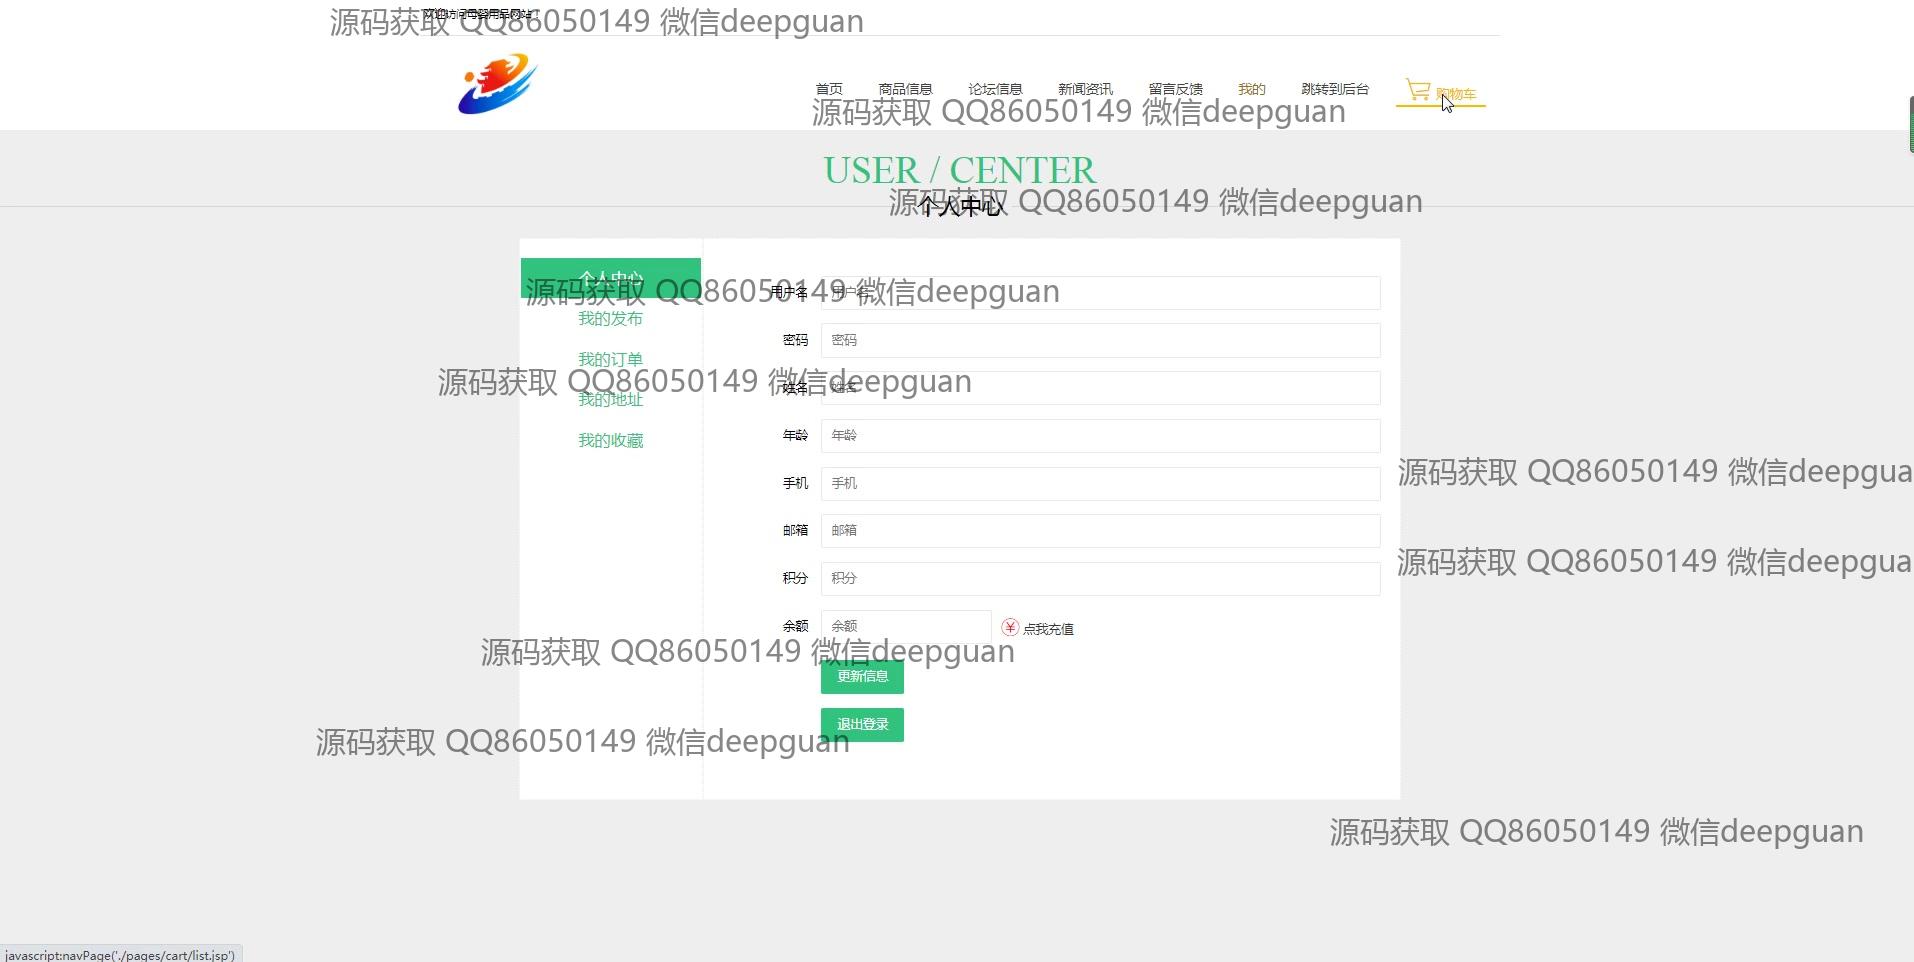 欢迎访问母婴用品网站！
源码获取 QQ86050149 微信deepguan
首页 商品信息 论坛信息 新闻资讯 留言反馈 我的 跳转到后台 购物车
源码获取 QQ86050149 微信deepguan
USER / CENTER
源码获取 QQ86050149 微信deepguan
个人中心
个人中心
用户名 用户名
源码获取 QQ86050149 微信deepguan
我的发布
密码 密码
我的订单
源码获取 QQ86050149 微信deepguan
姓名 姓名
我的地址
年龄 年龄
我的收藏
源码获取 QQ86050149 微信deepgua
手机 手机
邮箱 邮箱
源码获取 QQ86050149 微信deepgua
积分 积分
余额 余额 点我充值
源码获取 QQ86050149 微信deepguan
更新信息
退出登录
源码获取 QQ86050149 微信deepguan
源码获取 QQ86050149 微信deepguan
javascript:navPage('./pages/cart/list.jsp')